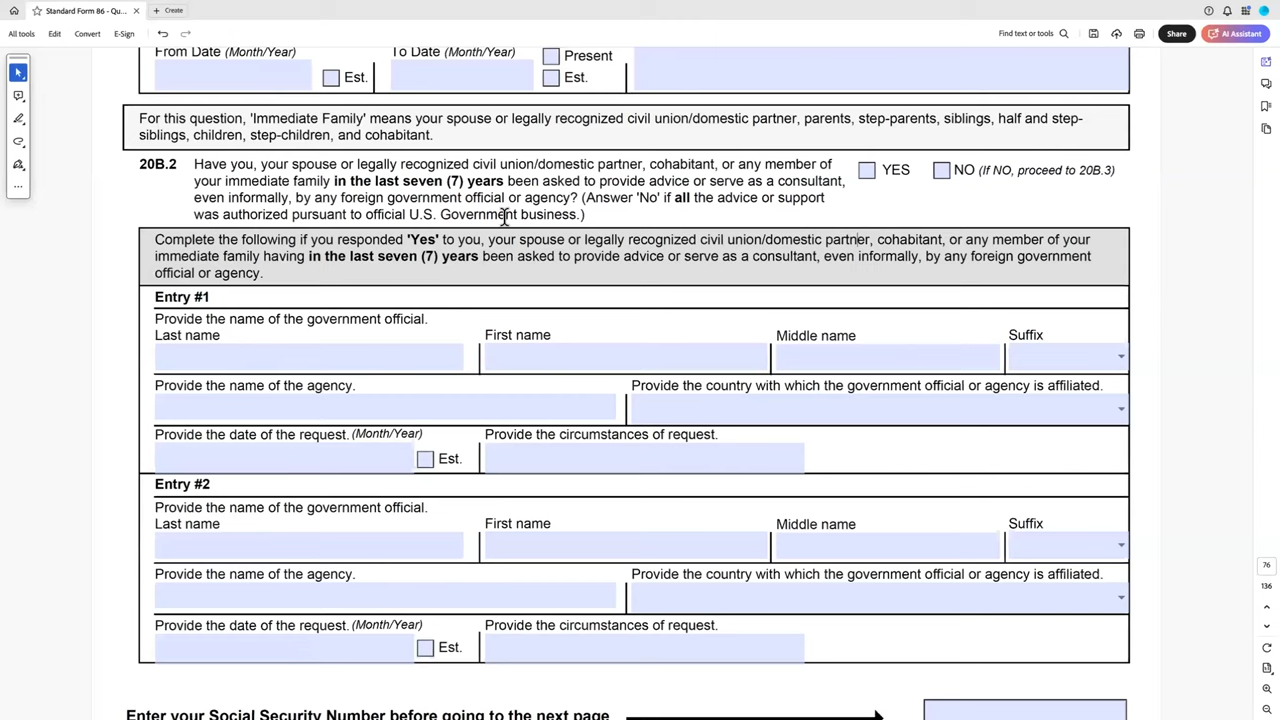 Standard Form 86 - Qu...
Create
All tools
Edit
Convert
E-Sign
Find text or tools
Share
AI Assistant
From Date (Month/Year)
To Date (Month/Year)
Present
Est.
Est.
For this question, 'Immediate Family' means your spouse or legally recognized civil union/domestic partner, parents, step-parents, siblings, half and step-
siblings, children, step-children, and cohabitant.
20B.2 Have you, your spouse or legally recognized civil union/domestic partner, cohabitant, or any member of
your immediate family in the last seven (7) years been asked to provide advice or serve as a consultant,
even informally, by any foreign government official or agency? (Answer 'No' if all the advice or support
was authorized pursuant to official U.S. Government business.)
YES
NO (If NO, proceed to 20B.3)
Complete the following if you responded 'Yes' to you, your spouse or legally recognized civil union/domestic partner, cohabitant, or any member of your
immediate family having in the last seven (7) years been asked to provide advice or serve as a consultant, even informally, by any foreign government
official or agency.
Entry #1
Provide the name of the government official.
Last name
First name
Middle name
Suffix
Provide the name of the agency.
Provide the country with which the government official or agency is affiliated.
Provide the date of the request. (Month/Year)
Est.
Provide the circumstances of request.
Entry #2
Provide the name of the government official.
Last name
First name
Middle name
Suffix
Provide the name of the agency.
Provide the country with which the government official or agency is affiliated.
Provide the date of the request. (Month/Year)
Est.
Provide the circumstances of request.
Enter your Social Security Number before going to the next page
76
136